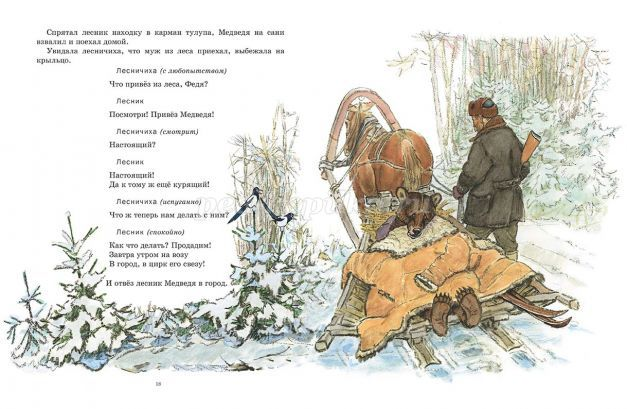 Спрятал лесник находку в карман тулупа, Медведя на сани
взвалил и поехал домой.
Увидала лесничиха, что муж из леса приехал, выбежала на
крыльцо.
Лесничиха (с любопытством)
Что привёз из леса, Федя?
Лесник
Посмотри! Привёз Медведя!
Лесничиха (смотрит)
Настоящий?
Лесник
Настоящий!
Да к тому ж ещё курящий!
Лесничиха (испуганно)
Что ж теперь нам делать с ним?
Лесник (спокойно)
Как что делать? Продадим!
Завтра утром на возу
В город, в цирк его свезу!
И отвёз лесник Медведя в город.
18